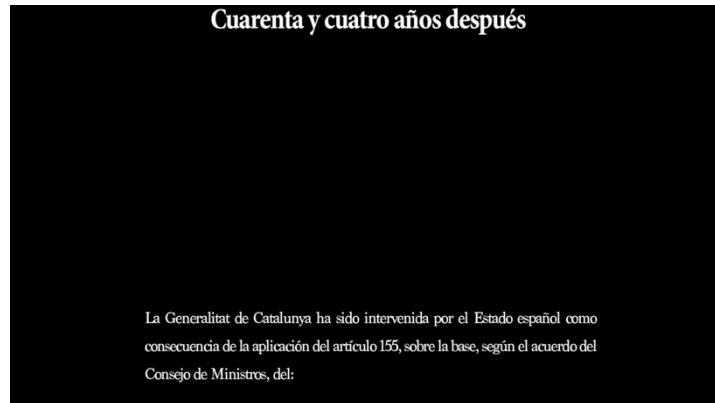 Cuarenta y cuatro años después
La Generalitat de Catalunya ha sido intervenida por el Estado español como
consecuencia de la aplicación del artículo 155, sobre la base, según el acuerdo del
Consejo de Ministros, del: